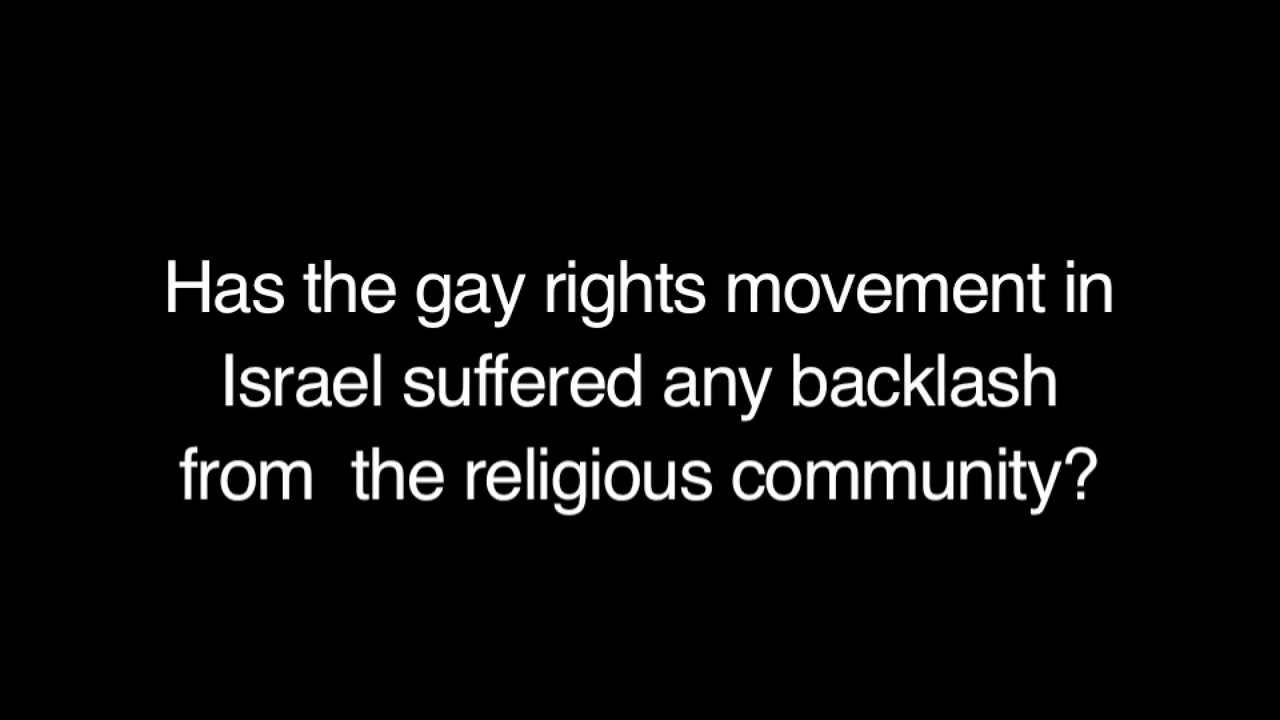 Has the gay rights movement in
Israel suffered any backlash
from  the religious community?